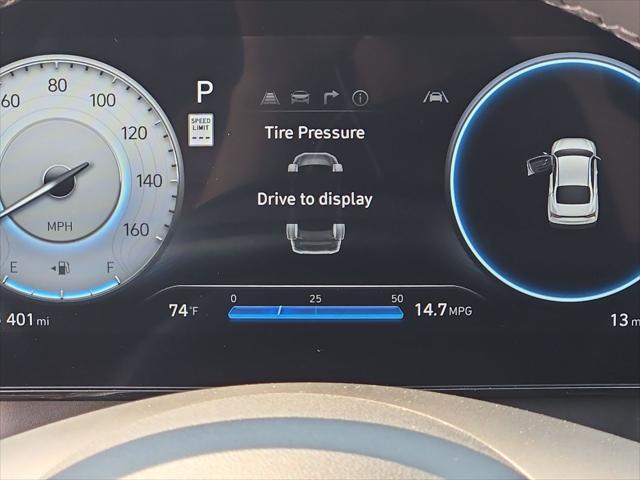 60 80 100 120 140 160
MPH
E F
401 mi
P
SPEED
LIMIT
Tire Pressure
Drive to display
74°F
0 25 50
14.7 MPG
13